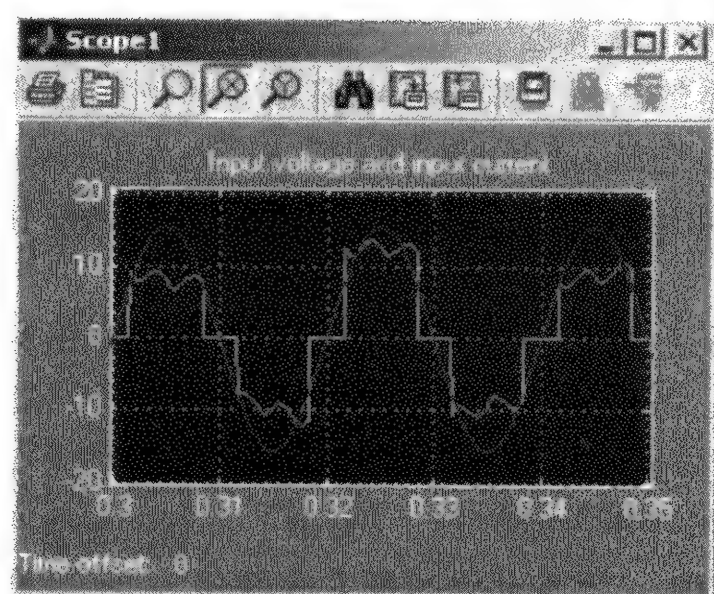 Scope1
Input voltage and input current
20
10
0
-10
-20
0.3 0.31 0.32 0.33 0.34 0.35
Time offset: 0